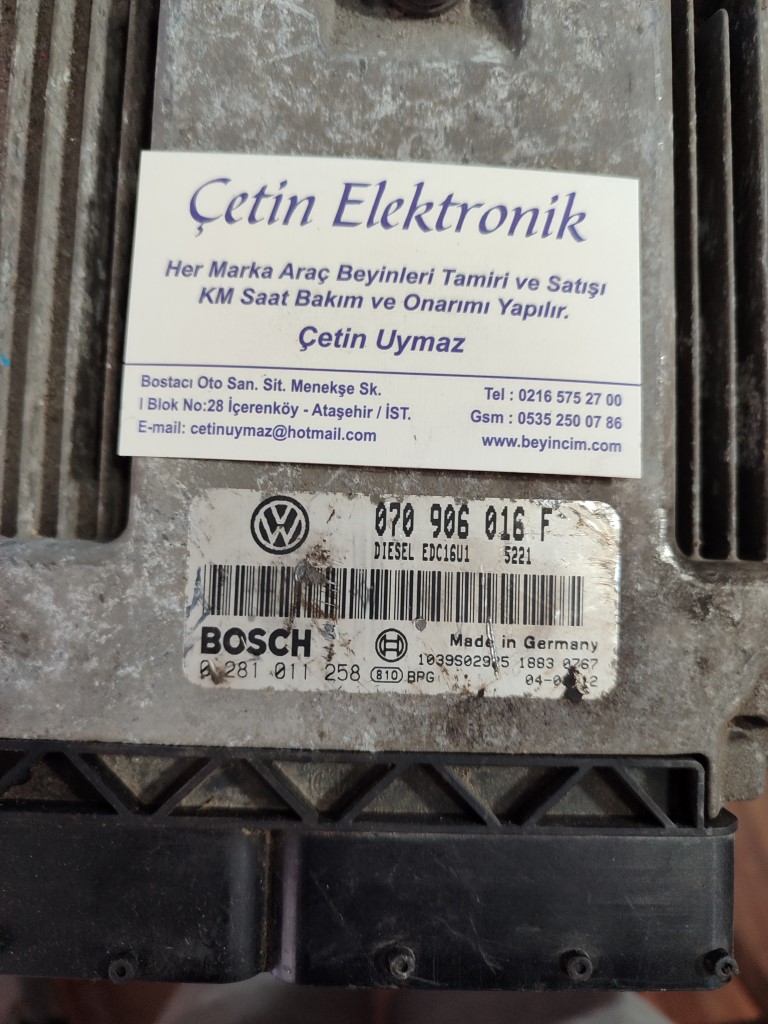 Çetin Elektronik
Her Marka Araç Beyinleri Tamiri ve Satışı
KM Saat Bakım ve Onarımı Yapılır.
Çetin Uymaz
Bostacı Oto San. Sit. Menekşe Sk.
I Blok No:28 İçerenköy - Ataşehir / İST.
E-mail: cetinuymaz@hotmail.com
Tel : 0216 575 27 00
Gsm : 0535 250 07 86
www.beyincim.com
070 906 016 F
DIESEL EDC16U1 5221
BOSCH
Made in Germany
1883 0767
0 281 011 258 810 BPG